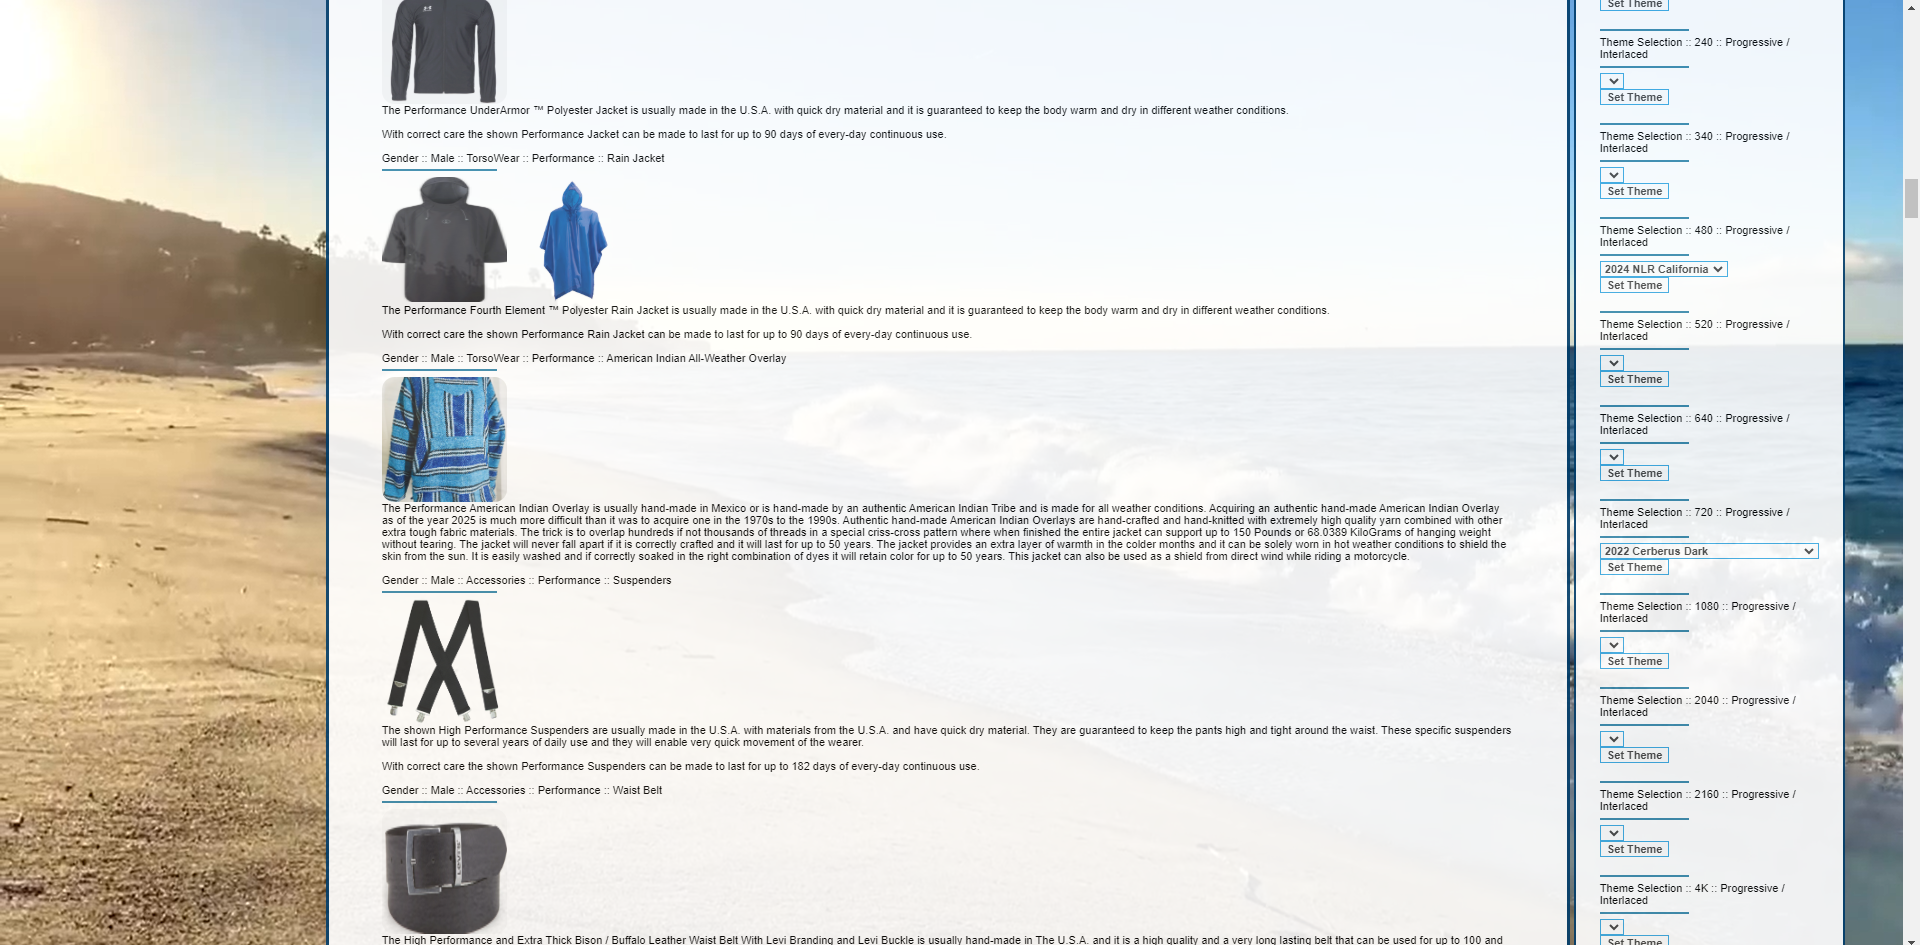 The Performance UnderArmor ™ Polyester Jacket is usually made in the U.S.A. with quick dry material and it is guaranteed to keep the body warm and dry in different weather conditions.
With correct care the shown Performance Jacket can be made to last for up to 90 days of every-day continuous use.
Gender :: Male :: TorsoWear :: Performance :: Rain Jacket
The Performance Fourth Element ™ Polyester Rain Jacket is usually made in the U.S.A. with quick dry material and it is guaranteed to keep the body warm and dry in different weather conditions.
With correct care the shown Performance Rain Jacket can be made to last for up to 90 days of every-day continuous use.
Gender :: Male :: TorsoWear :: Performance :: American Indian All-Weather Overlay
The Performance American Indian Overlay is usually hand-made in Mexico or is hand-made by an authentic American Indian Tribe and is made for all weather conditions. Acquiring an authentic hand-made American Indian Overlay
as of the year 2025 is much more difficult than it was to acquire one in the 1970s to the 1990s. Authentic hand-made American Indian Overlays are hand-crafted and hand-knitted with extremely high quality yarn combined with other
extra tough fabric materials. The trick is to overlap hundreds if not thousands of threads in a special criss-cross pattern where when finished the entire jacket can support up to 150 Pounds or 68.0389 KiloGrams of hanging weight
without tearing. The jacket will never fall apart if it is correctly crafted and it will last for up to 50 years. The jacket provides an extra layer of warmth in the colder months and it can be solely worn in hot weather conditions to shield the
skin from the sun. It is easily washed and if correctly soaked in the right combination of dyes it will retain color for up to 50 years. This jacket can also be used as a shield from direct wind while riding a motorcycle.
Gender :: Male :: Accessories :: Performance :: Suspenders
The shown High Performance Suspenders are usually made in the U.S.A. with materials from the U.S.A. and have quick dry material. They are guaranteed to keep the pants high and tight around the waist. These specific suspenders
will last for up to several years of daily use and they will enable very quick movement of the wearer.
With correct care the shown Performance Suspenders can be made to last for up to 182 days of every-day continuous use.
Gender :: Male :: Accessories :: Performance :: Waist Belt
LEVI'S
The High Performance and Extra Thick Bison / Buffalo Leather Waist Belt With Levi Branding and Levi Buckle is usually hand-made in The U.S.A. and it is a high quality and a very long lasting belt that can be used for up to 100 and
Set Theme
Theme Selection :: 240 :: Progressive /
Interlaced
Set Theme
Theme Selection :: 340 :: Progressive /
Interlaced
Set Theme
Theme Selection :: 480 :: Progressive /
Interlaced
2024 NLR California
Set Theme
Theme Selection :: 520 :: Progressive /
Interlaced
Set Theme
Theme Selection :: 640 :: Progressive /
Interlaced
Set Theme
Theme Selection :: 720 :: Progressive /
Interlaced
2022 Cerberus Dark
Set Theme
Theme Selection :: 1080 :: Progressive /
Interlaced
Set Theme
Theme Selection :: 2040 :: Progressive /
Interlaced
Set Theme
Theme Selection :: 2160 :: Progressive /
Interlaced
Set Theme
Theme Selection :: 4K :: Progressive /
Interlaced
Set Theme